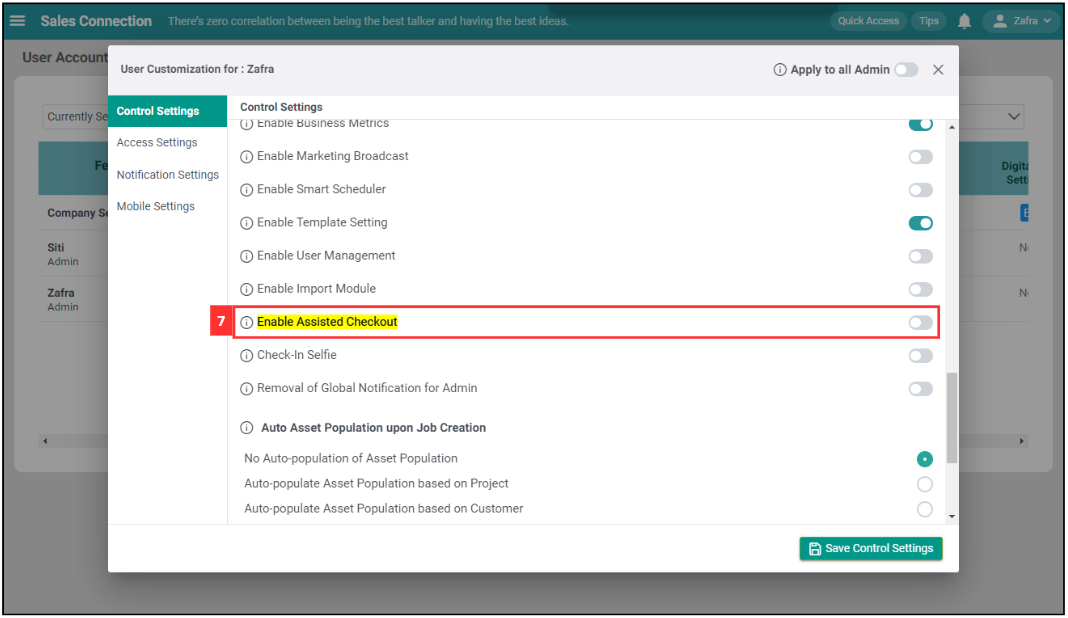 Sales Connection There's zero correlation between being the best talker and having the best ideas. Quick Access Tips Zafra
User Account
User Customization for : Zafra Apply to all Admin
Currently Se
Control Settings
Access Settings
Notification Settings
Mobile Settings
Control Settings
Enable Business Metrics
Enable Marketing Broadcast
Enable Smart Scheduler
Enable Template Setting
Enable User Management
Enable Import Module
7 Enable Assisted Checkout
Check-In Selfie
Removal of Global Notification for Admin
Auto Asset Population upon Job Creation
No Auto-population of Asset Population
Auto-populate Asset Population based on Project
Auto-populate Asset Population based on Customer
Save Control Settings
Fe
Company Se
Siti
Admin
Zafra
Admin
Digita
Sett
E
No
No